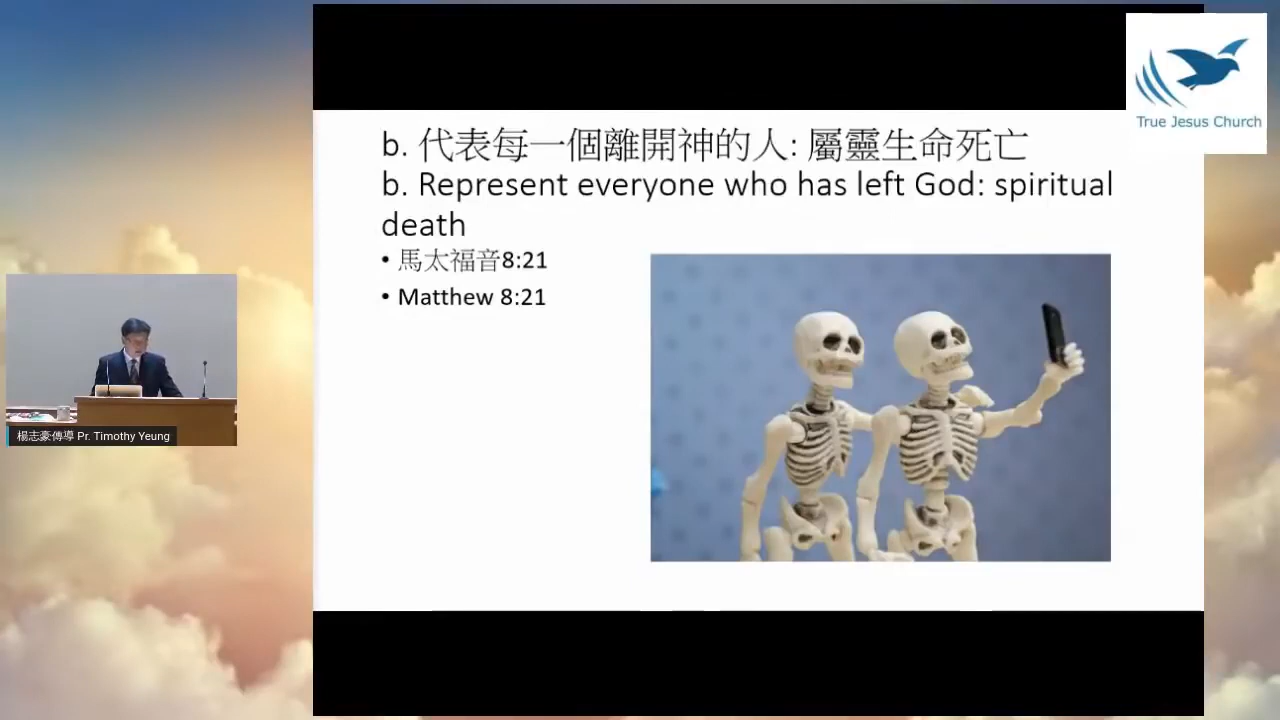 b. 代表每一個離開神的人: 屬靈生命死亡
b. Represent everyone who has left God: spiritual
death
• 馬太福音8:21
• Matthew 8:21
True Jesus Church
楊志豪傳導 Pr. Timothy Yeung